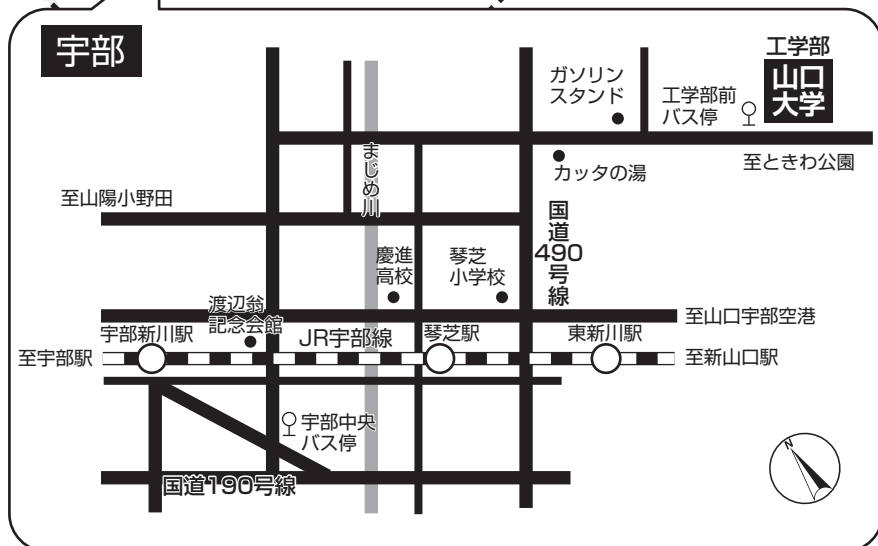 宇部
工学部
山口
大学
ガソリン
スタンド
工学部前
バス停
カッタの湯
至ときわ公園
まじめ川
至山陽小野田
国道490号線
慶進
高校
琴芝
小学校
渡辺翁
記念会館
至山口宇部空港
宇部新川駅
JR宇部線
琴芝駅
東新川駅
至宇部駅
至新山口駅
宇部中央
バス停
国道190号線
N